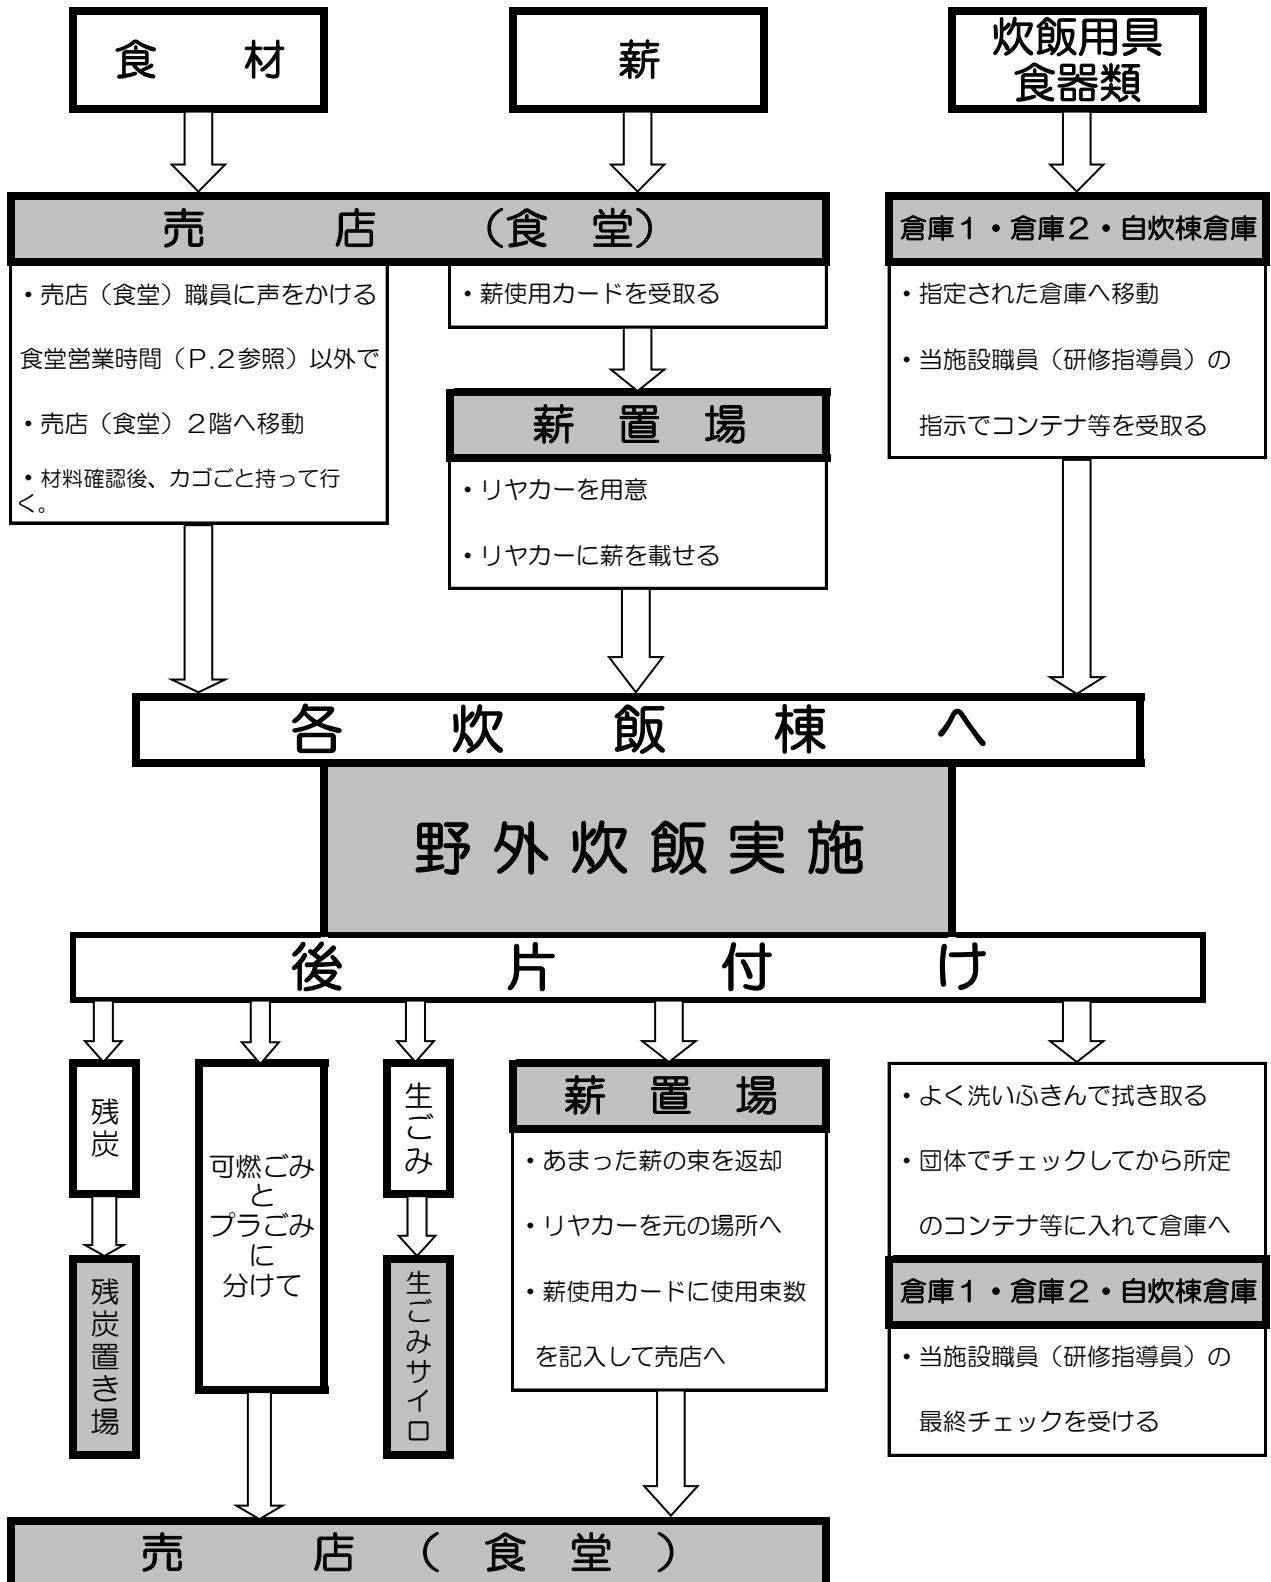 食材
薪
炊飯用具
食器類
売店(食堂)
倉庫1・倉庫2・自炊棟倉庫
・売店(食堂)職員に声をかける
食堂営業時間(P.2参照)以外で
・売店(食堂)2階へ移動
・材料確認後、カゴごと持って行
く。
・薪使用カードを受取る
薪置場
・リヤカーを用意
・リヤカーに薪を載せる
・指定された倉庫へ移動
・当施設職員(研修指導員)の
指示でコンテナ等を受取る
各炊飯棟へ
野外炊飯実施
後片付け
残炭
残炭置き場
可燃ごみ
と
プラごみ
に
分けて
生ごみ
生ごみサイロ
薪置場
・あまった薪の束を返却
・リヤカーを元の場所へ
・薪使用カードに使用束数
を記入して売店へ
・よく洗いふきんで拭き取る
・団体でチェックしてから所定
のコンテナ等に入れて倉庫へ
倉庫1・倉庫2・自炊棟倉庫
・当施設職員(研修指導員)の
最終チェックを受ける
売店(食堂)